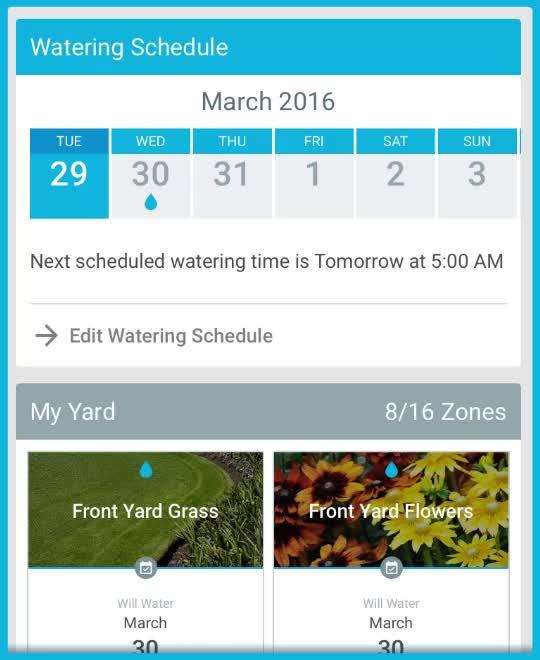 Watering Schedule
March 2016
TUE WED THU FRI SAT SUN
29 30 31 1 2 3
Next scheduled watering time is Tomorrow at 5:00 AM
Edit Watering Schedule
My Yard 8/16 Zones
Front Yard Grass Front Yard Flowers
Will Water Will Water
March March
30 30